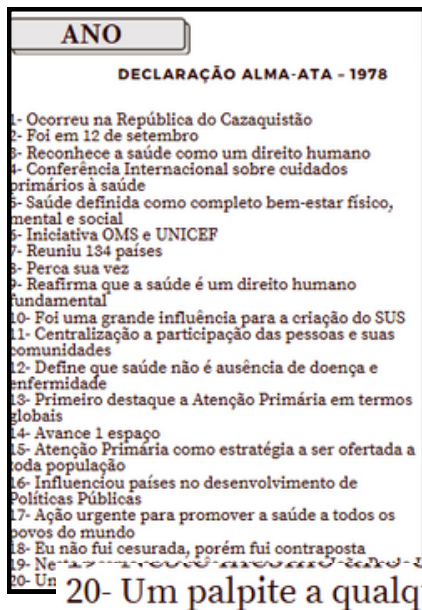 ANO
DECLARAÇÃO ALMA-ATA – 1978
1- Ocorreu na República do Cazaquistão
2- Foi em 12 de setembro
3- Reconhece a saúde como um direito humano
4- Conferência Internacional sobre cuidados
primários à saúde
5- Saúde definida como completo bem-estar físico,
mental e social
6- Iniciativa OMS e UNICEF
7- Reuniu 134 países
8- Perca sua vez
9- Reafirma que a saúde é um direito humano
fundamental
10- Foi uma grande influência para a criação do SUS
11- Centralização a participação das pessoas e suas
comunidades
12- Define que saúde não é ausência de doença e
enfermidade
13- Primeiro destaque a Atenção Primária em termos
globais
14- Avance 1 espaço
15- Atenção Primária como estratégia a ser ofertada a
toda população
16- Influenciou países no desenvolvimento de
Políticas Públicas
17- Ação urgente para promover a saúde a todos os
povos do mundo
18- Eu não fui cesurada, porém fui contraposta
19- Ne
20- Um
20- Um palpite a qualq